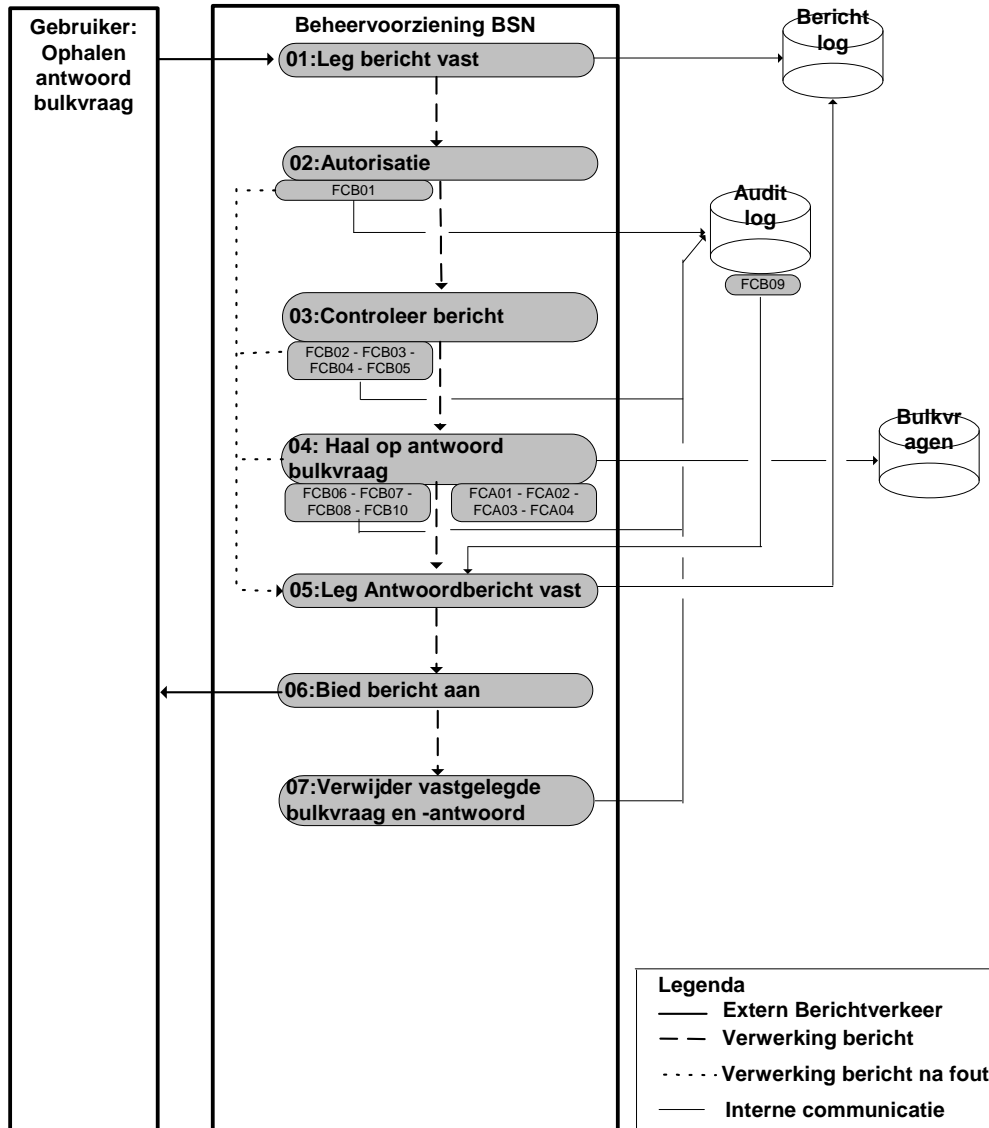 Gebruiker:
Ophalen
antwoord
bulkvraag
Beheervoorziening BSN
Bericht
log
01:Leg bericht vast
02:Autorisatie
FCB01
Audit
log
FCB09
03:Controleer bericht
FCB02 - FCB03 -
FCB04 - FCB05
04: Haal op antwoord
bulkvraag
Bulkvr
agen
FCB06 - FCB07 -
FCB08 - FCB10
FCA01 - FCA02 -
FCA03 - FCA04
05:Leg Antwoordbericht vast
06:Bied bericht aan
07:Verwijder vastgelegde
bulkvraag en -antwoord
Legenda
Extern Berichtverkeer
Verwerking bericht
Verwerking bericht na fout
Interne communicatie